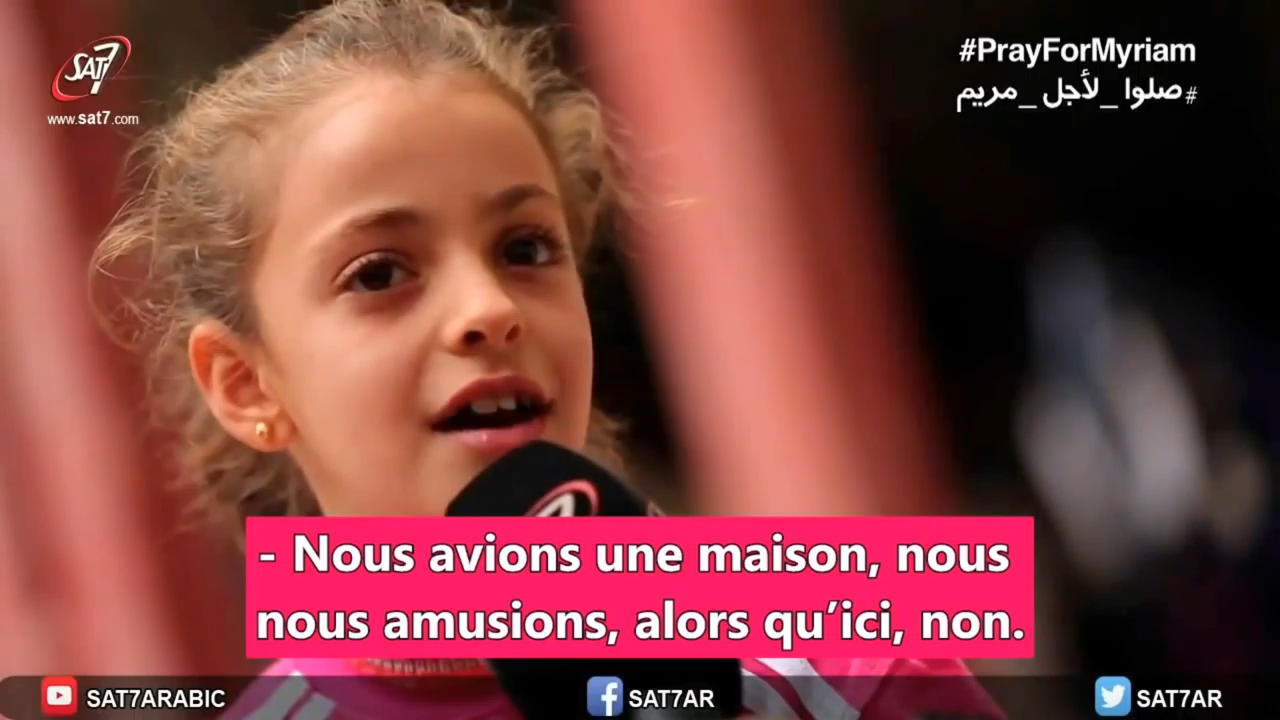 SAT7
www.sat7.com
#PrayForMyriam
#صلوا_لأجل_مريم
7
- Nous avions une maison, nous
nous amusions, alors qu’ici, non.
SAT7ARABIC
SAT7AR
SAT7AR